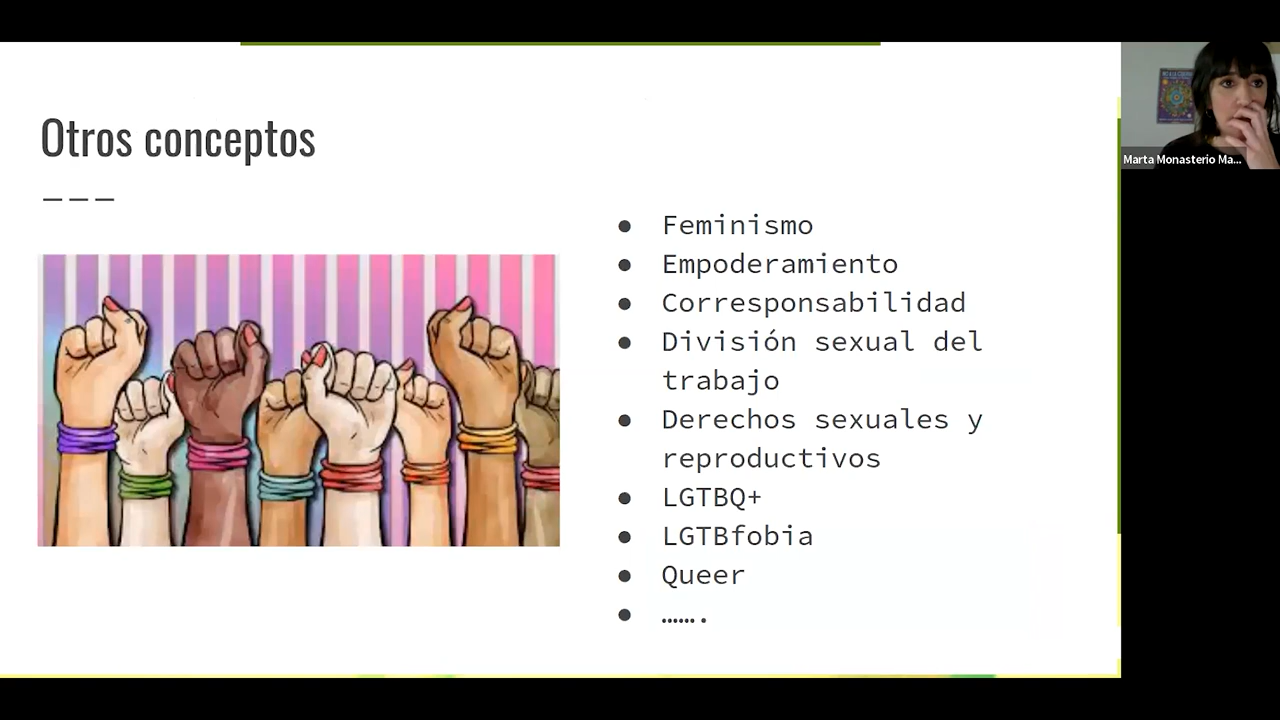 Otros conceptos
● Feminismo
● Empoderamiento
● Corresponsabilidad
● División sexual del
trabajo
● Derechos sexuales y
reproductivos
● LGTBQ+
● LGTBfobia
● Queer
● …….
Marta Monasterio Ma...